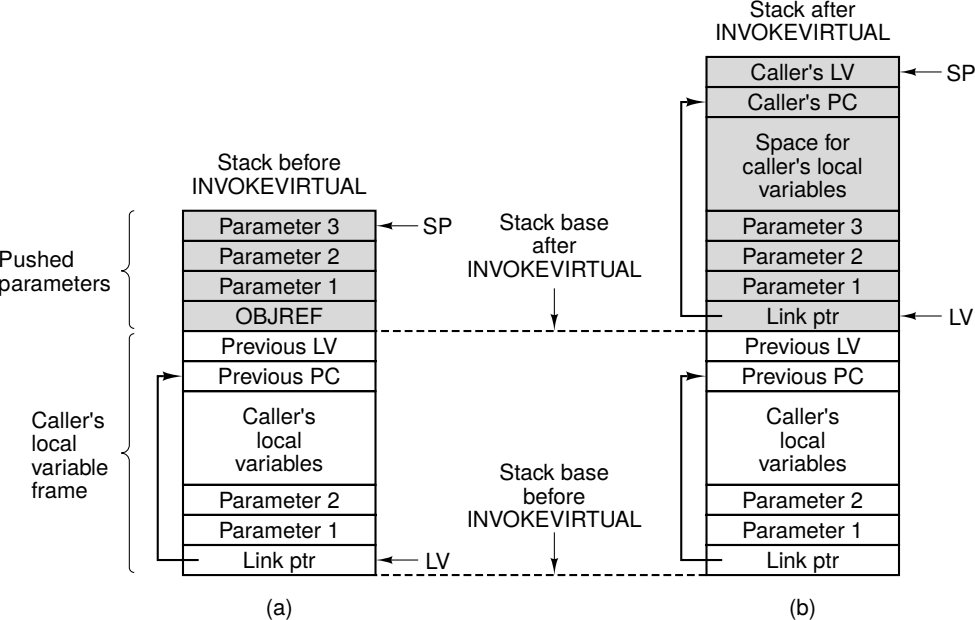 Stack after
INVOKEVIRTUAL
Caller's LV
SP
Caller's PC
Space for
caller's local
variables
Parameter 3
Parameter 2
Parameter 1
Link ptr
LV
Previous LV
Previous PC
Caller's
local
variables
Parameter 2
Parameter 1
Link ptr
(b)
Stack before
INVOKEVIRTUAL
Parameter 3
SP
Parameter 2
Parameter 1
OBJREF
Pushed
parameters
Previous LV
Previous PC
Caller's
local
variables
Parameter 2
Parameter 1
Link ptr
LV
Caller's
local
variable
frame
(a)
Stack base
after
INVOKEVIRTUAL
Stack base
before
INVOKEVIRTUAL